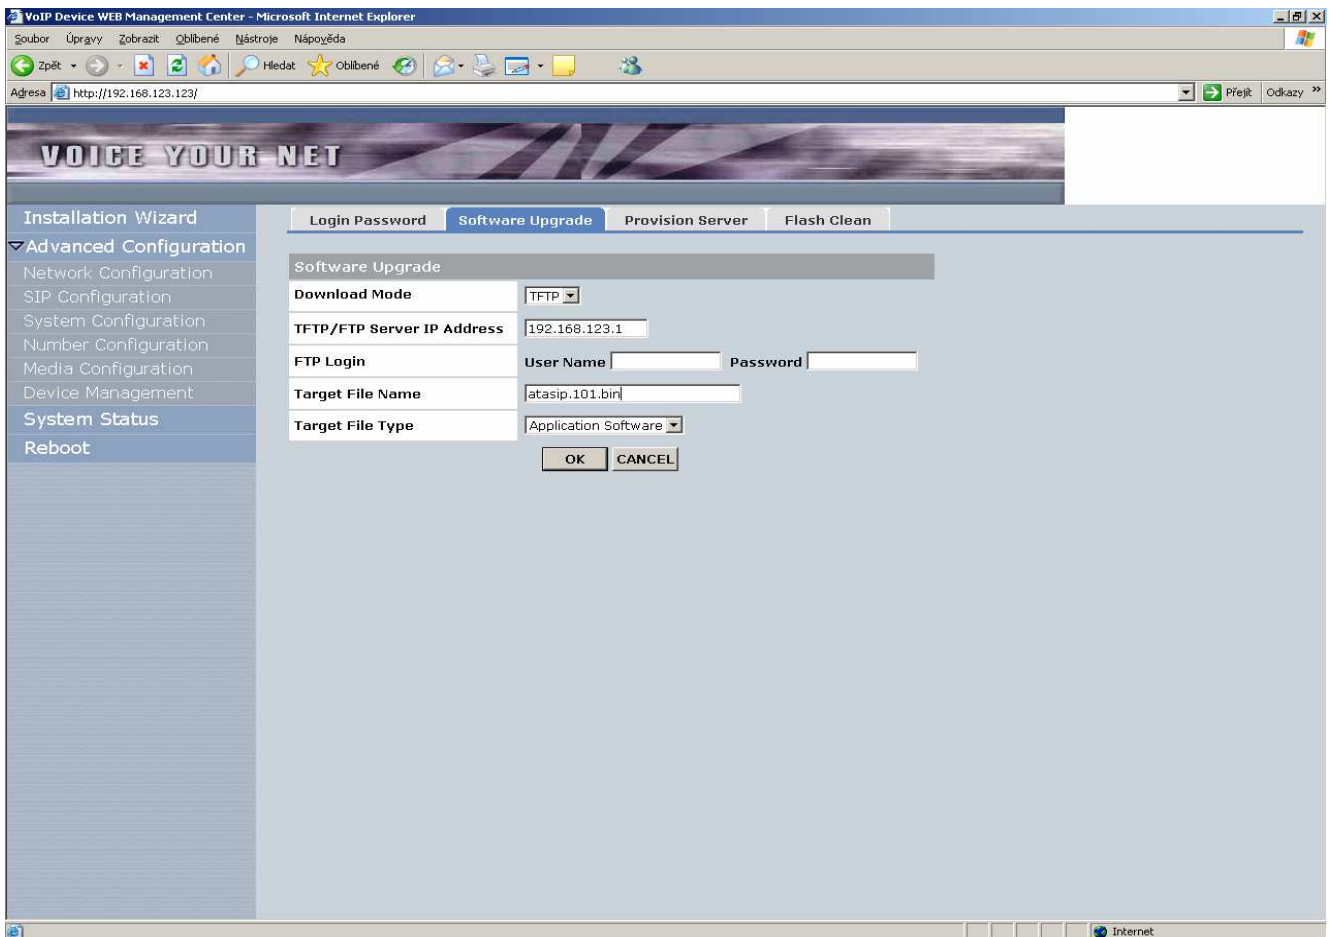 VoIP Device WEB Management Center - Microsoft Internet Explorer
Soubor Úpravy Zobrazit Oblíbené Nástroje Nápověda
Zpět Hledat Oblíbené
Adresa http://192.168.123.123/ Přejít Odkazy »
VOICE YOUR NET
Installation Wizard
Advanced Configuration
Network Configuration
SIP Configuration
System Configuration
Number Configuration
Media Configuration
Device Management
System Status
Reboot
Login Password Software Upgrade Provision Server Flash Clean
Software Upgrade
Download Mode TFTP
TFTP/FTP Server IP Address 192.168.123.1
FTP Login User Name Password
Target File Name atasip.101.bin
Target File Type Application Software
OK CANCEL
Internet